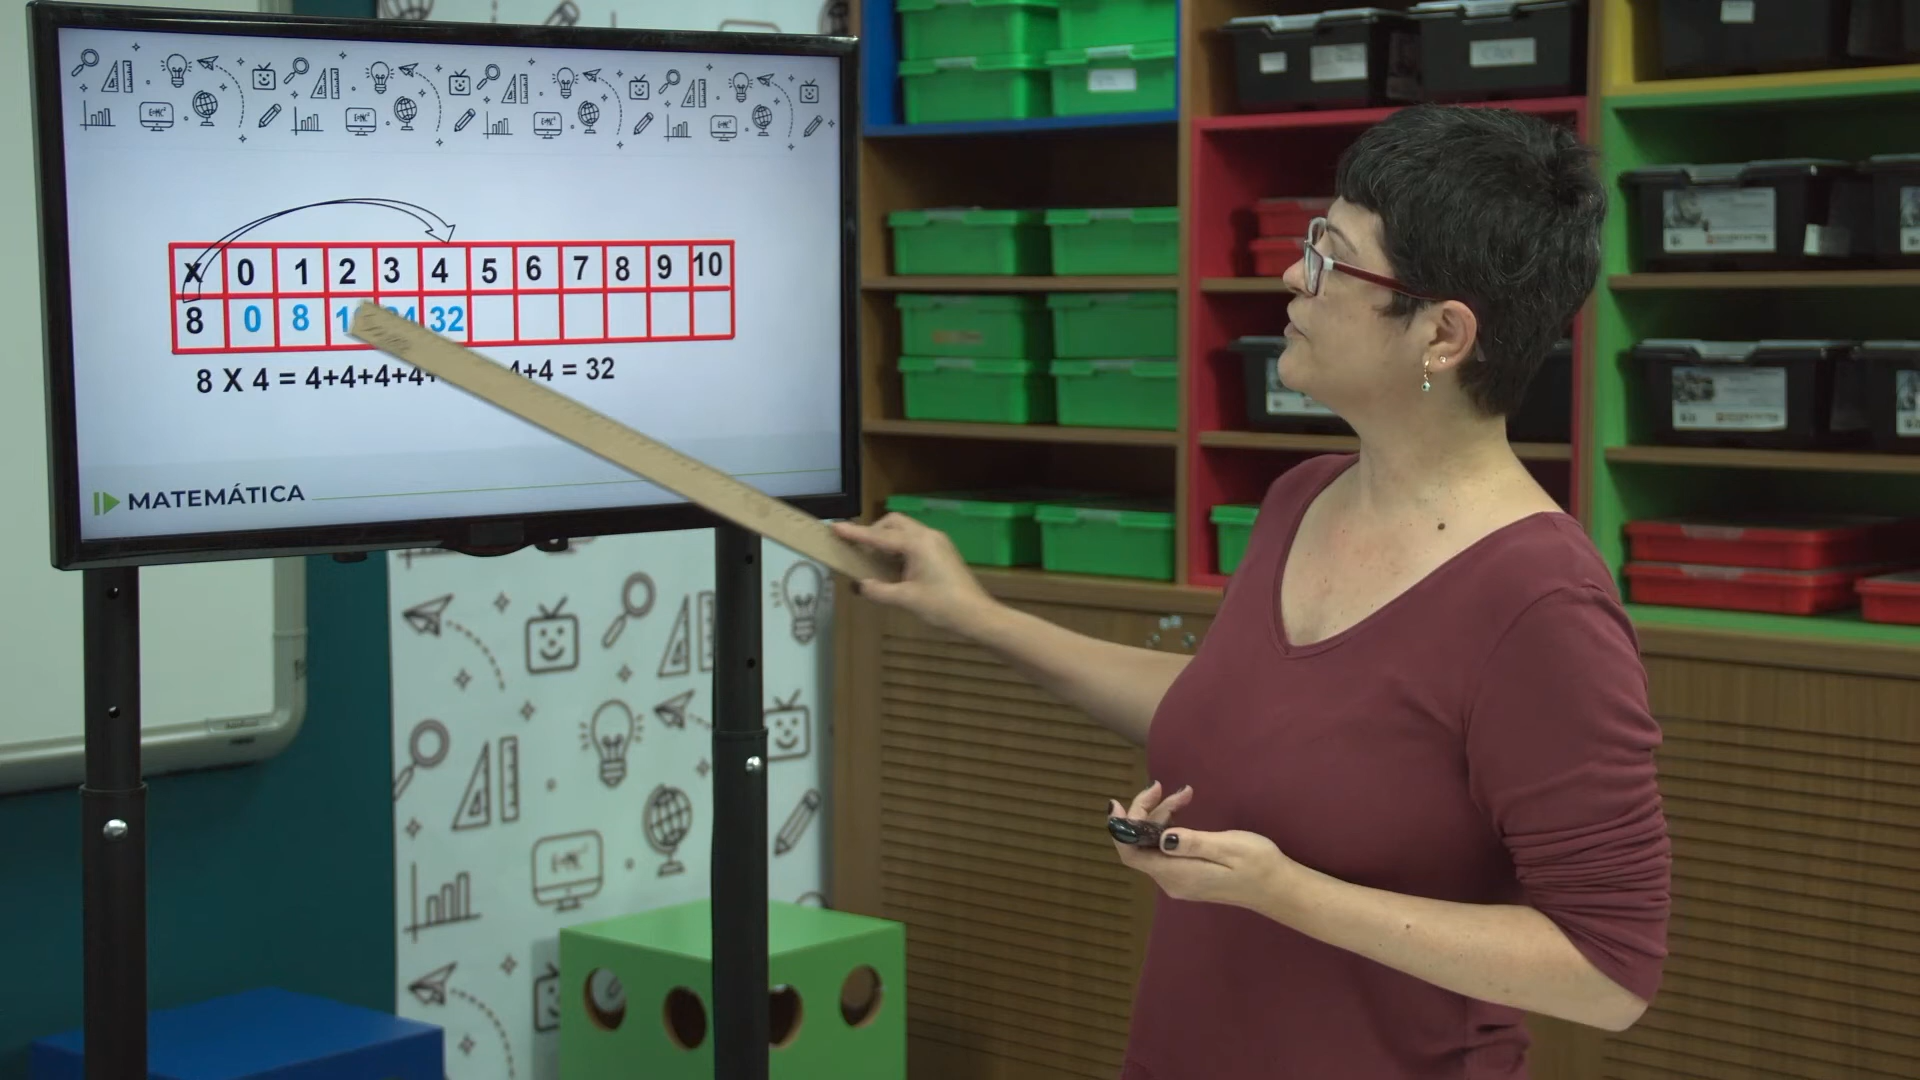 x 0 1 2 3 4 5 6 7 8 9 10
8 0 8 32
8 X 4 = 4+4+4+4+ 4+4 = 32
MATEMÁTICA